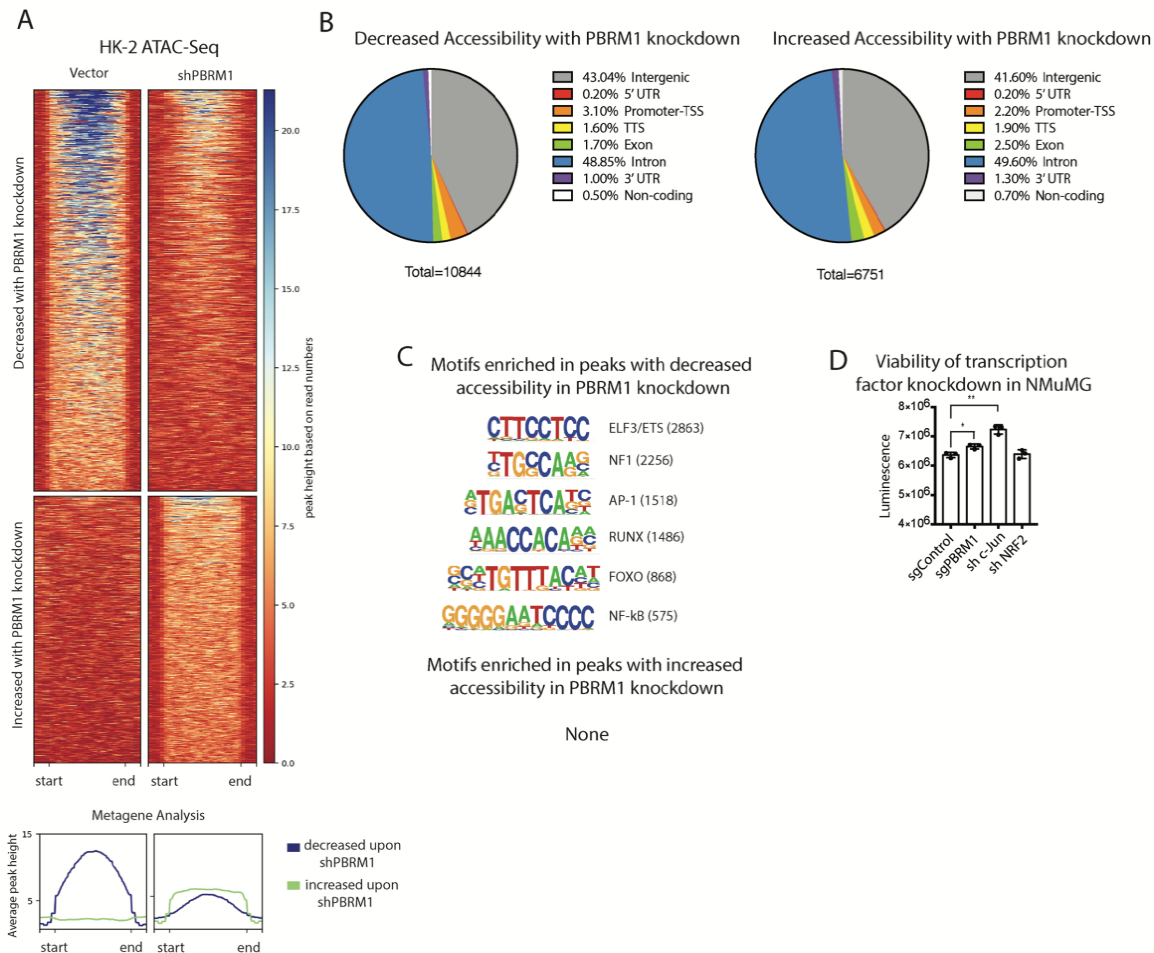 A
HK-2 ATAC-Seq
Vector
shPBRM1
Decreased with PBRM1 knockdown
Increased with PBRM1 knockdown
20.0
17.5
15.0
12.5
10.0
7.5
5.0
2.5
0.0
peak height based on read numbers
start
end
start
end
Metagene Analysis
Average peak height
15
5
start
end
start
end
decreased upon
shPBRM1
increased upon
shPBRM1
B
Decreased Accessibility with PBRM1 knockdown
43.04% Intergenic
0.20% 5' UTR
3.10% Promoter-TSS
1.60% TTS
1.70% Exon
48.85% Intron
1.00% 3' UTR
0.50% Non-coding
Total=10844
Increased Accessibility with PBRM1 knockdown
41.60% Intergenic
0.20% 5' UTR
2.20% Promoter-TSS
1.90% TTS
2.50% Exon
49.60% Intron
1.30% 3' UTR
0.70% Non-coding
Total=6751
C
Motifs enriched in peaks with decreased
accessibility in PBRM1 knockdown
CTTCCTCC ELF3/ETS (2863)
NF1 (2256)
AP-1 (1518)
RUNX (1486)
FOXO (868)
GGGGGAATCCCC NF-kB (575)
Motifs enriched in peaks with increased
accessibility in PBRM1 knockdown
None
D
Viability of transcription
factor knockdown in NMuMG
Luminescence
8×10⁶
7×10⁶
6×10⁶
5×10⁶
4×10⁶
**
*
sgControl
sgPBRM1
sh c-Jun
sh NRF2